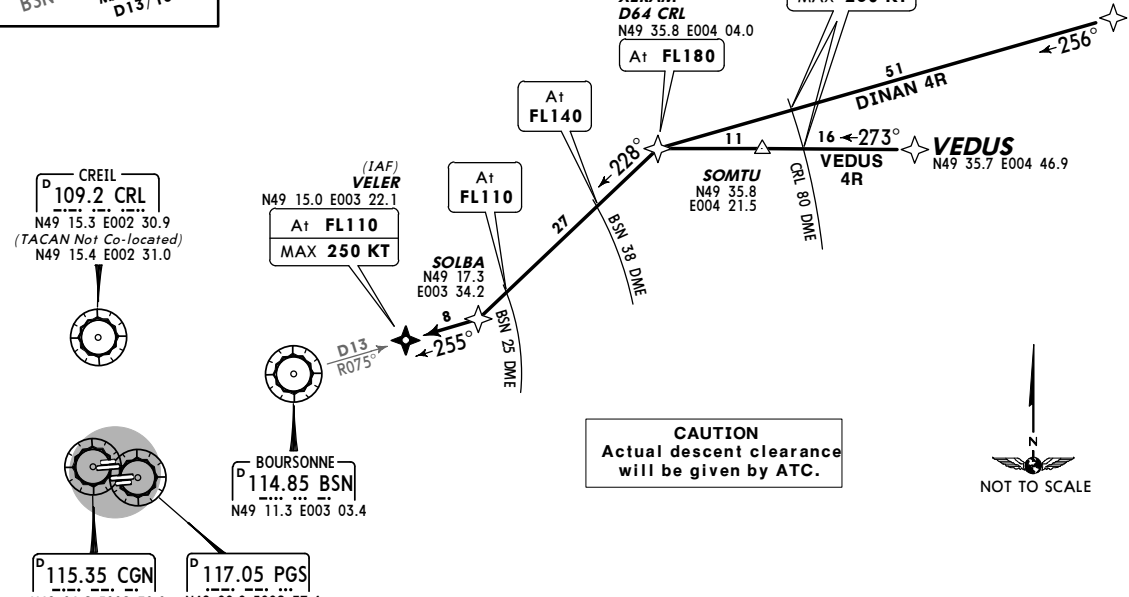 BSN
D13/
D64 CRL
N49 35.8 E004 04.0
At FL180
MAX
KT
256°
51
DINAN 4R
At
FL140
11
16
273°
VEDUS
VEDUS
4R
N49 35.7 E004 46.9
SOMTU
N49 35.8
E004 21.5
CRL 80 DME
228°
27
BSN 38 DME
(IAF)
VELER
N49 15.0 E003 22.1
At FL110
MAX 250 KT
At
FL110
SOLBA
N49 17.3
E003 34.2
8
255°
BSN 25 DME
D13
R075°
CREIL
D 109.2 CRL
N49 15.3 E002 30.9
(TACAN Not Co-located)
N49 15.4 E002 31.0
BOURSONNE
D 114.85 BSN
N49 11.3 E003 03.4
CAUTION
Actual descent clearance
will be given by ATC.
N
NOT TO SCALE
D 115.35 CGN
D 117.05 PGS